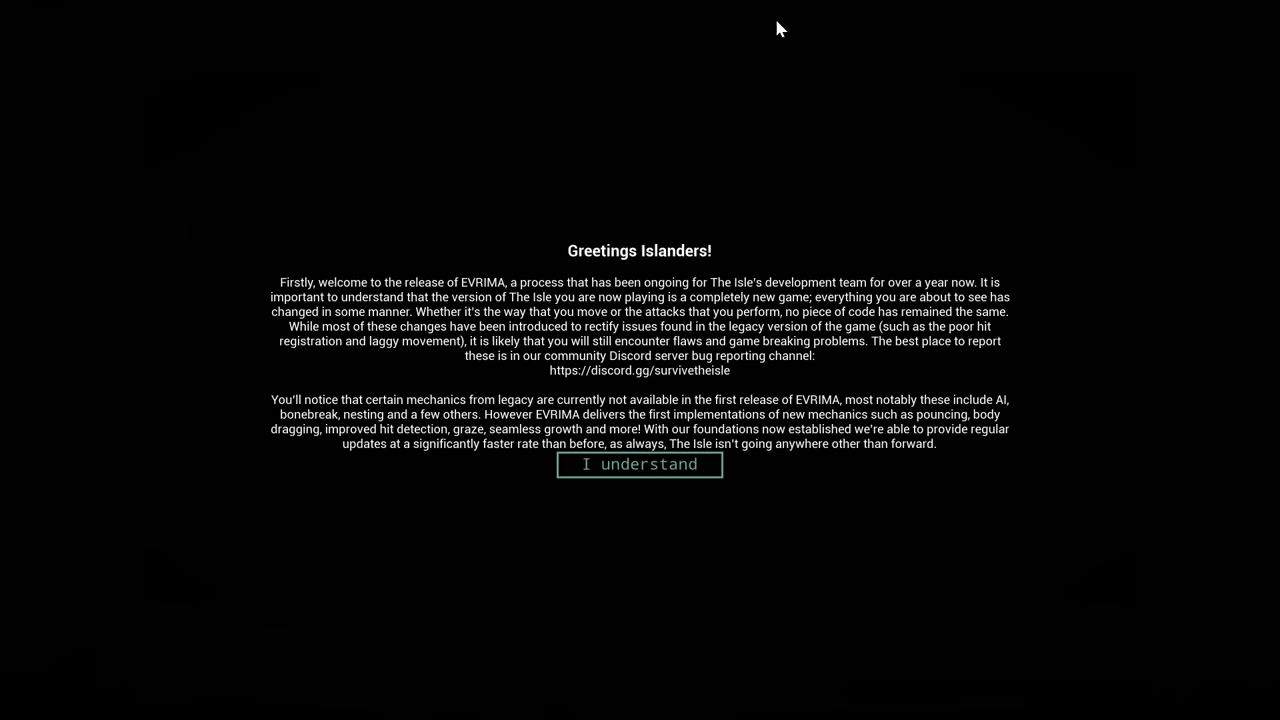 Greetings Islanders!
Firstly, welcome to the release of EVRIMA, a process that has been ongoing for The Isle's development team for over a year now. It is
important to understand that the version of The Isle you are now playing is a completely new game; everything you are about to see has
changed in some manner. Whether it's the way that you move or the attacks that you perform, no piece of code has remained the same.
While most of these changes have been introduced to rectify issues found in the legacy version of the game (such as the poor hit
registration and laggy movement), it is likely that you will still encounter flaws and game breaking problems. The best place to report
these is in our community Discord server bug reporting channel:
https://discord.gg/survivetheisle
You'll notice that certain mechanics from legacy are currently not available in the first release of EVRIMA, most notably these include AI,
bonebreak, nesting and a few others. However EVRIMA delivers the first implementations of new mechanics such as pouncing, body
dragging, improved hit detection, graze, seamless growth and more! With our foundations now established we're able to provide regular
updates at a significantly faster rate than before, as always, The Isle isn't going anywhere other than forward.
I understand